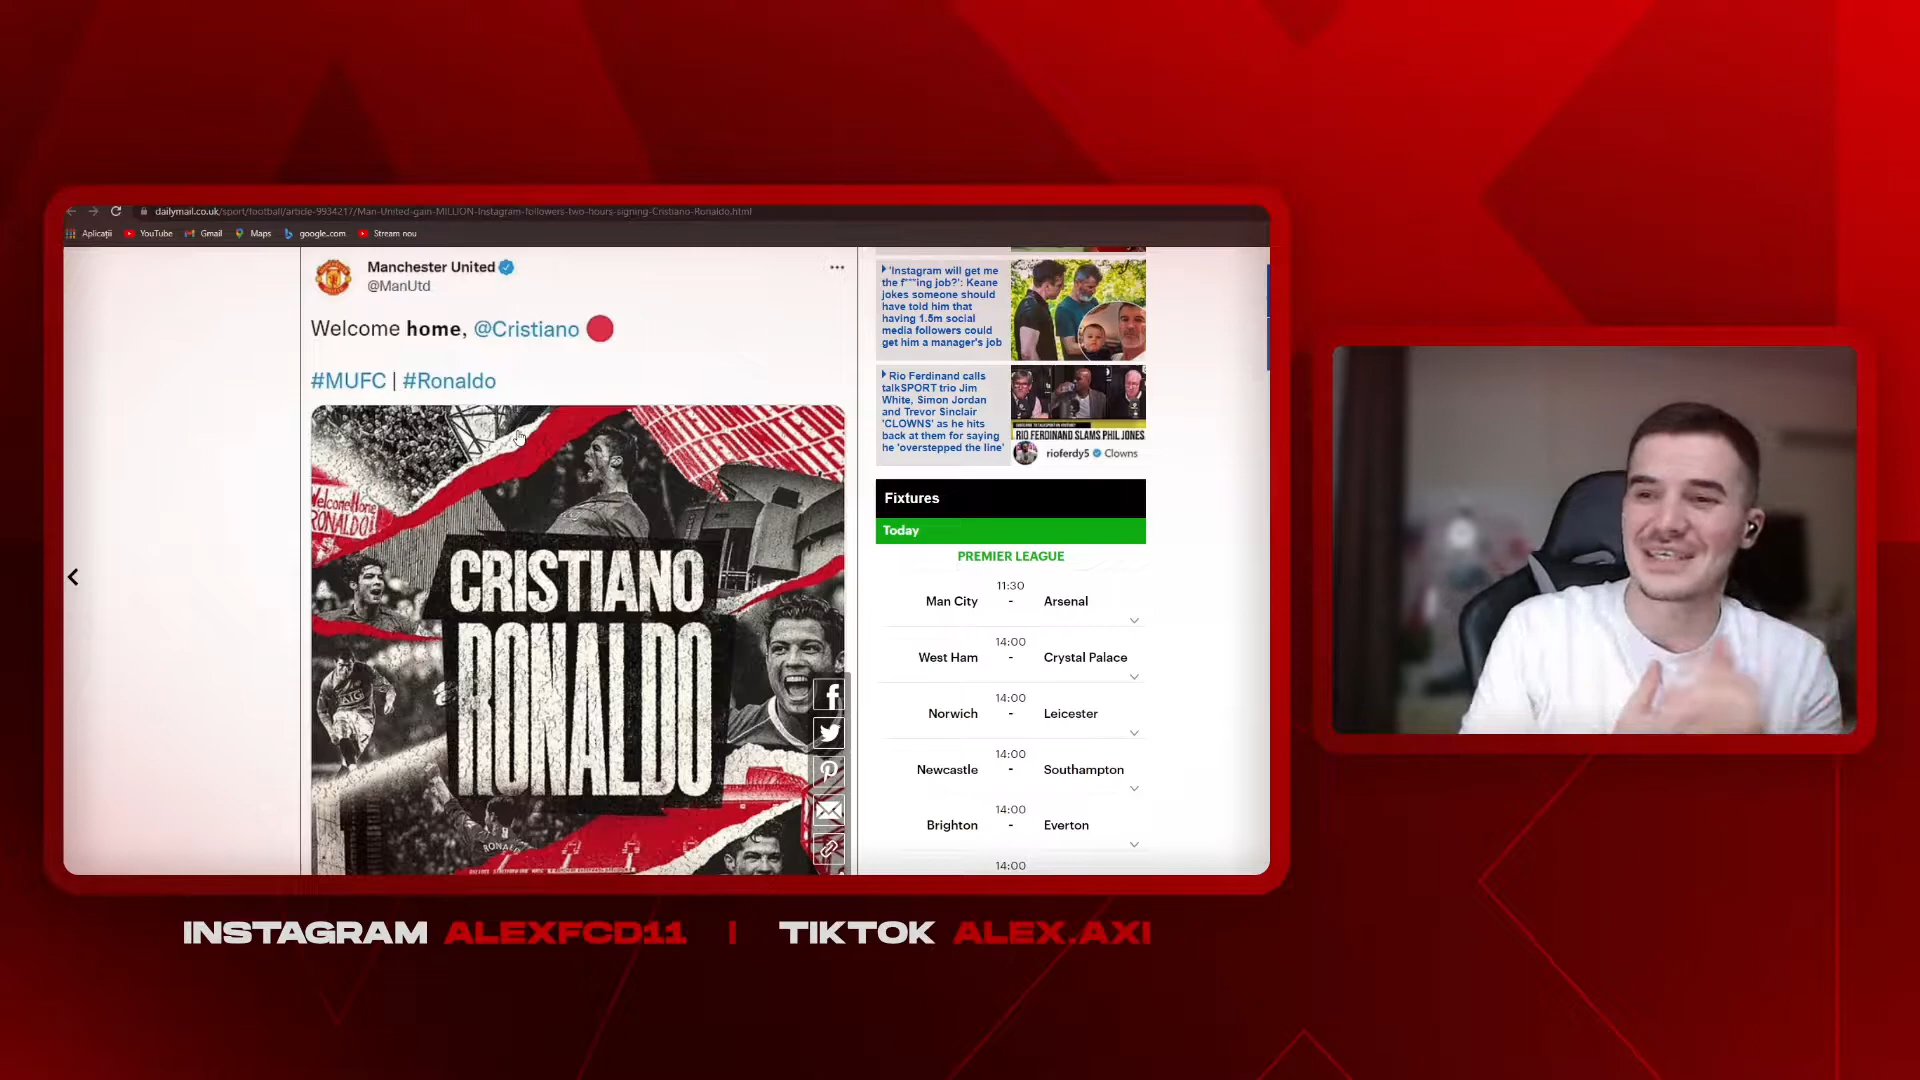 dailymail.co.uk/sport/football/article-9934217/Man-United-gain-MILLION-Instagram-followers-two-hours-signing-Cristiano-Ronaldo.html
Aplicații YouTube Gmail Maps google.com Stream nou
Manchester United
@ManUtd
Welcome home, @Cristiano
#MUFC | #Ronaldo
Welcome Home
RONALDO!
CRISTIANO
RONALDO
AIG
RONALDO
'Instagram will get me
the f***ing job?': Keane
jokes someone should
have told him that
having 1.5m social
media followers could
get him a manager's job
Rio Ferdinand calls
talkSPORT trio Jim
White, Simon Jordan
and Trevor Sinclair
'CLOWNS' as he hits
back at them for saying
he 'overstepped the line'
RIO FERDINAND SLAMS PHIL JONES
rioferdy5 Clowns
Fixtures
Today
PREMIER LEAGUE
11:30
Man City - Arsenal
14:00
West Ham - Crystal Palace
14:00
Norwich - Leicester
14:00
Newcastle - Southampton
14:00
Brighton - Everton
14:00
INSTAGRAM ALEXFCD11 | TIKTOK ALEX.AXI